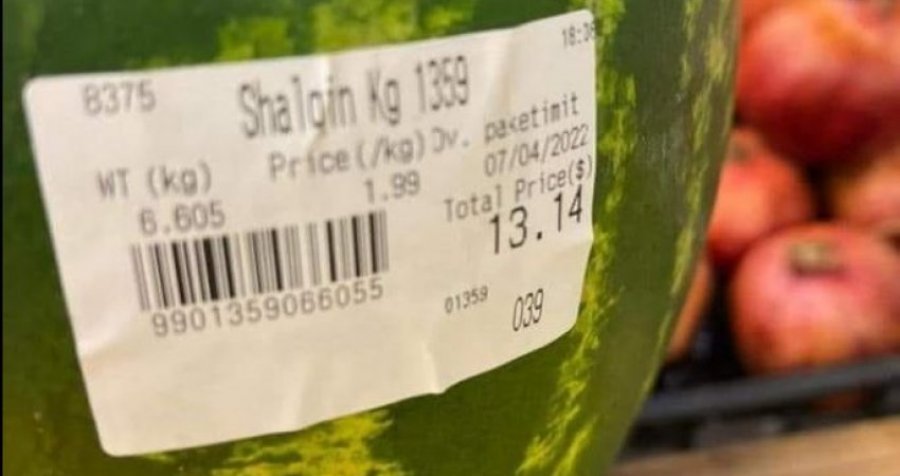 8375
18:36
Shalqin Kg 1359
WT (kg) Price(/kg) Dv. paketimit
6.605 1.99 07/04/2022
Total Price($)
13.14
9901359066055
01359 039